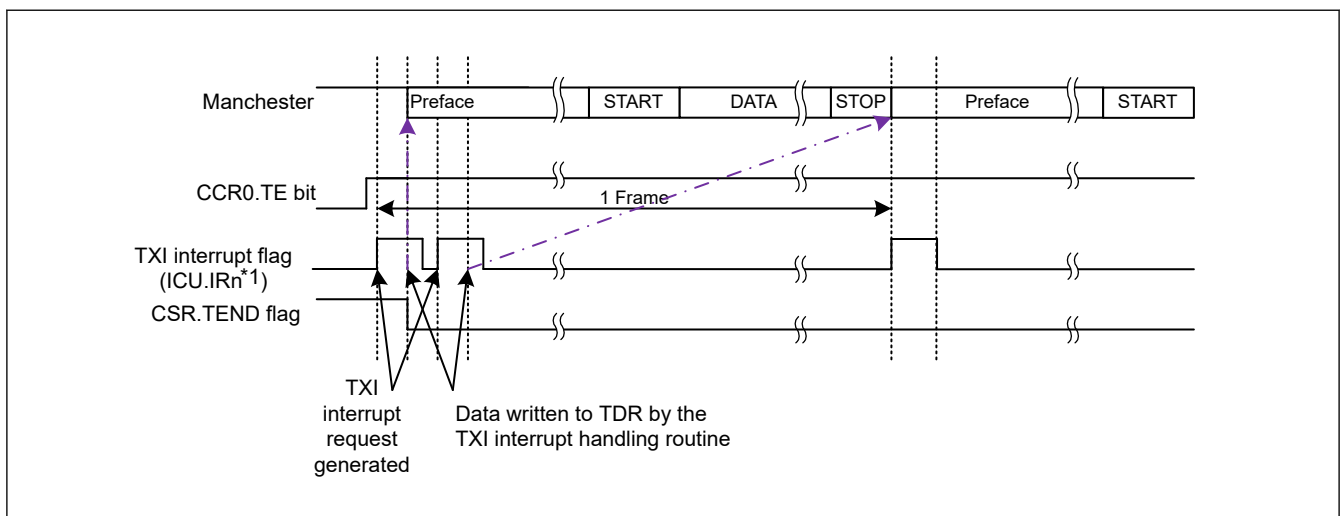 Manchester
Preface
START
DATA
STOP
Preface
START
CCR0.TE bit
1 Frame
TXI interrupt flag
(ICU.IRn*1)
CSR.TEND flag
TXI
interrupt
request
generated
Data written to TDR by the
TXI interrupt handling routine